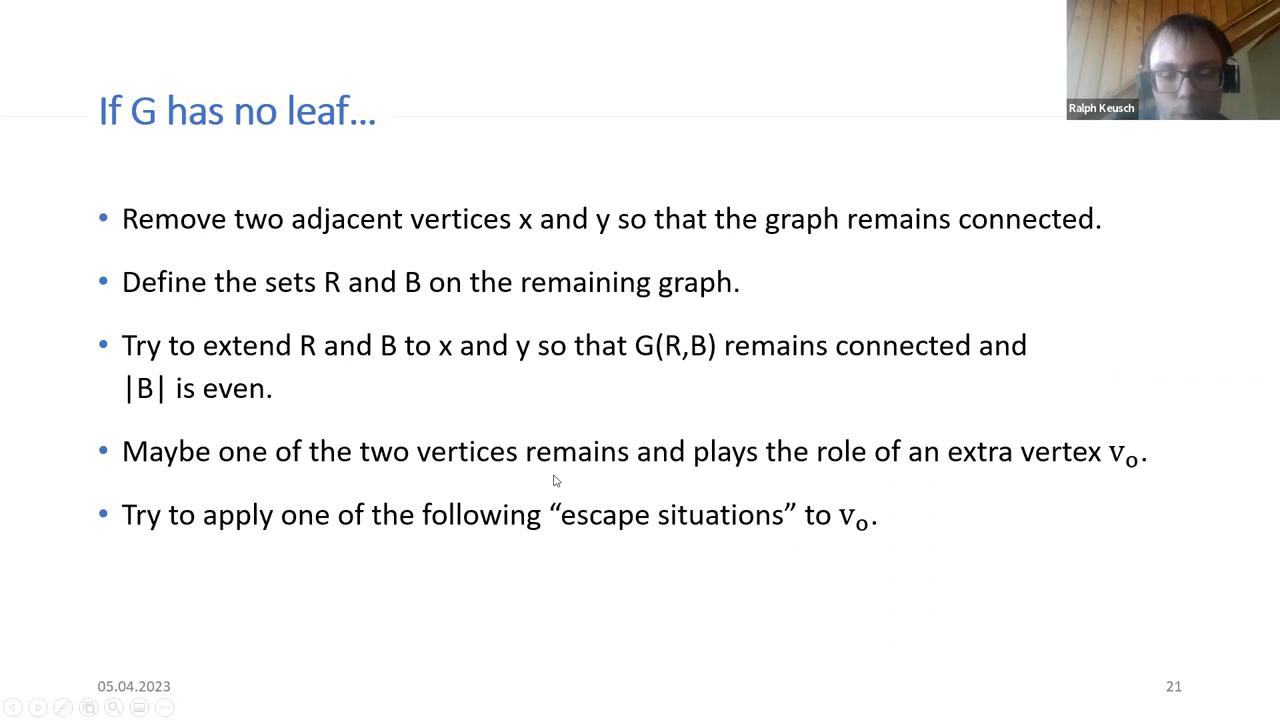 Ralph Keusch
If G has no leaf...
• Remove two adjacent vertices x and y so that the graph remains connected.
• Define the sets R and B on the remaining graph.
• Try to extend R and B to x and y so that G(R,B) remains connected and
|B| is even.
• Maybe one of the two vertices remains and plays the role of an extra vertex v₀.
• Try to apply one of the following “escape situations” to v₀.
05.04.2023
21